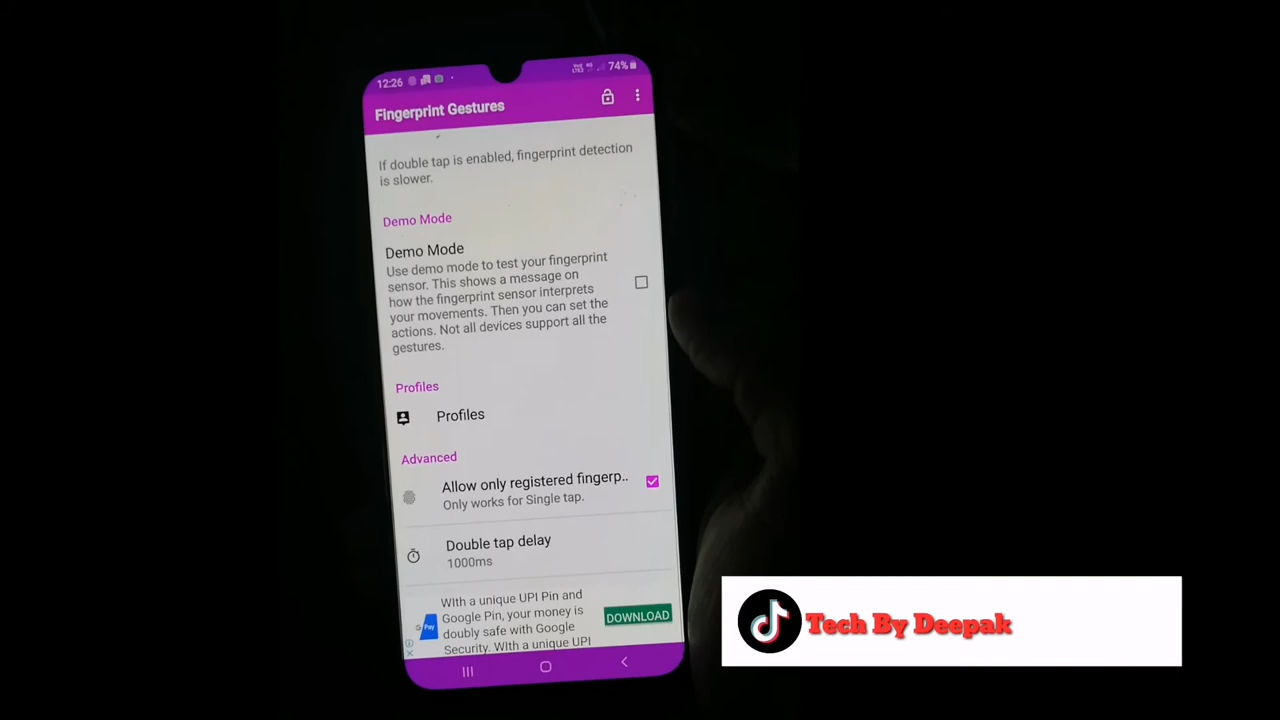 12:26
74%
Fingerprint Gestures
If double tap is enabled, fingerprint detection
is slower.
Demo Mode
Demo Mode
Use demo mode to test your fingerprint
sensor. This shows a message on
how the fingerprint sensor interprets
your movements. Then you can set the
actions. Not all devices support all the
gestures.
Profiles
Profiles
Advanced
Allow only registered fingerp..
Only works for Single tap.
Double tap delay
1000ms
WIth a unique UPI Pin and
Google Pin, your money is
doubly safe with Google
Security. WIth a unique UPI
G Pay
DOWNLOAD
Tech By Deepak